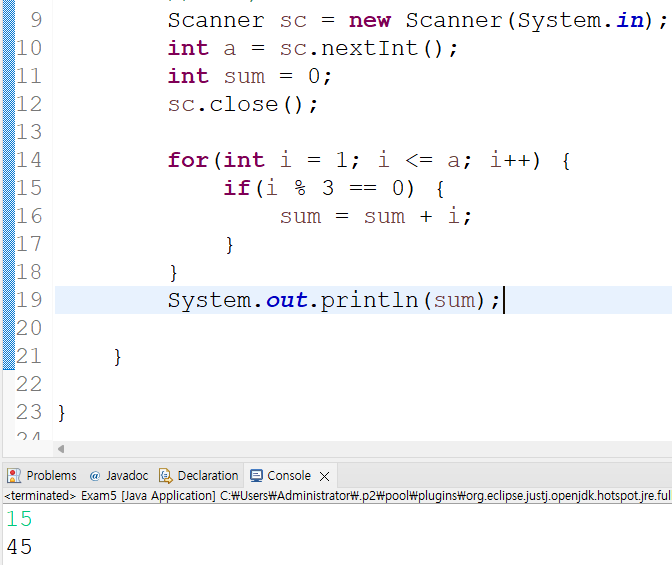 9 Scanner sc = new Scanner(System.in);
10 int a = sc.nextInt();
11 int sum = 0;
12 sc.close();
13
14 for(int i = 1; i <= a; i++) {
15 if(i % 3 == 0) {
16 sum = sum + i;
17 }
18 }
19 System.out.println(sum);
20
21 }
22
23 }
24
Problems @ Javadoc Declaration Console
<terminated> Exam5 [Java Application] C:₩Users₩Administrator₩.p2₩pool₩plugins₩org.eclipse.justj.openjdk.hotspot.jre.full
15
45